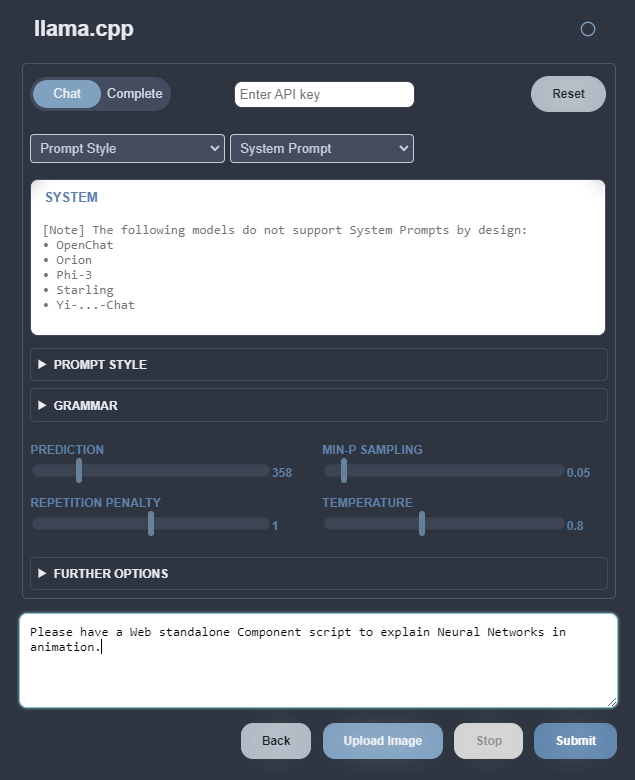 llama.cpp
Chat Complete Enter API key Reset
Prompt Style System Prompt
SYSTEM
[Note] The following models do not support System Prompts by design:
• OpenChat
• Orion
• Phi-3
• Starling
• Yi-...-Chat
PROMPT STYLE
GRAMMAR
PREDICTION MIN-P SAMPLING
358 0.05
REPETITION PENALTY TEMPERATURE
1 0.8
FURTHER OPTIONS
Please have a Web standalone Component script to explain Neural Networks in
animation.
Back Upload Image Stop Submit